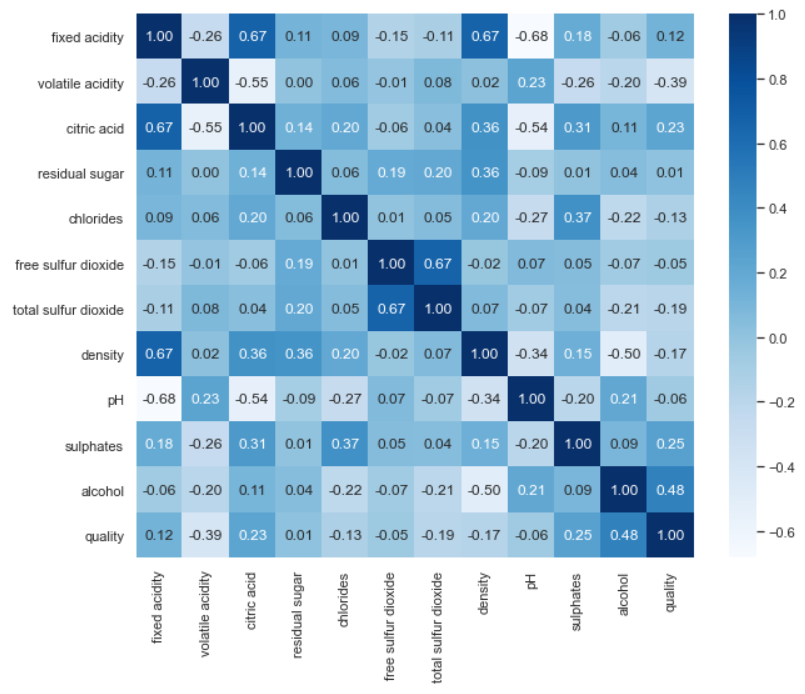 fixed acidity 1.00 -0.26 0.67 0.11 0.09 -0.15 -0.11 0.67 -0.68 0.18 -0.06 0.12
volatile acidity -0.26 1.00 -0.55 0.00 0.06 -0.01 0.08 0.02 0.23 -0.26 -0.20 -0.39
citric acid 0.67 -0.55 1.00 0.14 0.20 -0.06 0.04 0.36 -0.54 0.31 0.11 0.23
residual sugar 0.11 0.00 0.14 1.00 0.06 0.19 0.20 0.36 -0.09 0.01 0.04 0.01
chlorides 0.09 0.06 0.20 0.06 1.00 0.01 0.05 0.20 -0.27 0.37 -0.22 -0.13
free sulfur dioxide -0.15 -0.01 -0.06 0.19 0.01 1.00 0.67 -0.02 0.07 0.05 -0.07 -0.05
total sulfur dioxide -0.11 0.08 0.04 0.20 0.05 0.67 1.00 0.07 -0.07 0.04 -0.21 -0.19
density 0.67 0.02 0.36 0.36 0.20 -0.02 0.07 1.00 -0.34 0.15 -0.50 -0.17
pH -0.68 0.23 -0.54 -0.09 -0.27 0.07 -0.07 -0.34 1.00 -0.20 0.21 -0.06
sulphates 0.18 -0.26 0.31 0.01 0.37 0.05 0.04 0.15 -0.20 1.00 0.09 0.25
alcohol -0.06 -0.20 0.11 0.04 -0.22 -0.07 -0.21 -0.50 0.21 0.09 1.00 0.48
quality 0.12 -0.39 0.23 0.01 -0.13 -0.05 -0.19 -0.17 -0.06 0.25 0.48 1.00
fixed acidity
volatile acidity
citric acid
residual sugar
chlorides
free sulfur dioxide
total sulfur dioxide
density
pH
sulphates
alcohol
quality
1.0
0.8
0.6
0.4
0.2
0.0
−0.2
−0.4
−0.6